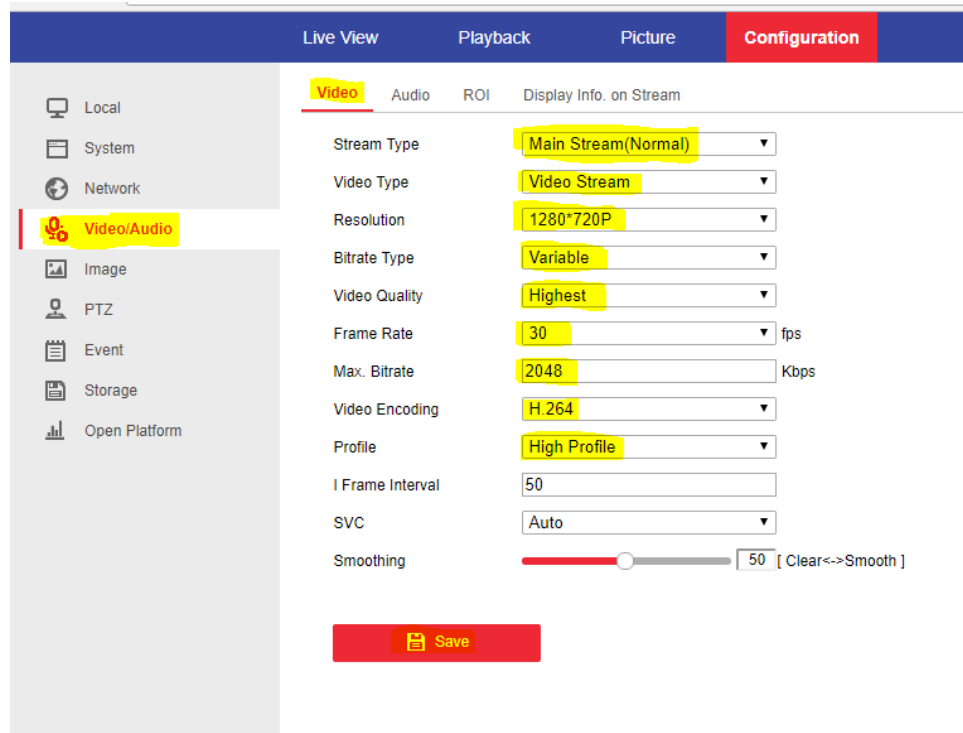 Live View Playback Picture Configuration
Local
System
Network
Video/Audio
Image
PTZ
Event
Storage
Open Platform
Video Audio ROI Display Info. on Stream
Stream Type Main Stream(Normal)
Video Type Video Stream
Resolution 1280*720P
Bitrate Type Variable
Video Quality Highest
Frame Rate 30 fps
Max. Bitrate 2048 Kbps
Video Encoding H.264
Profile High Profile
I Frame Interval 50
SVC Auto
Smoothing 50 [ Clear<->Smooth ]
Save